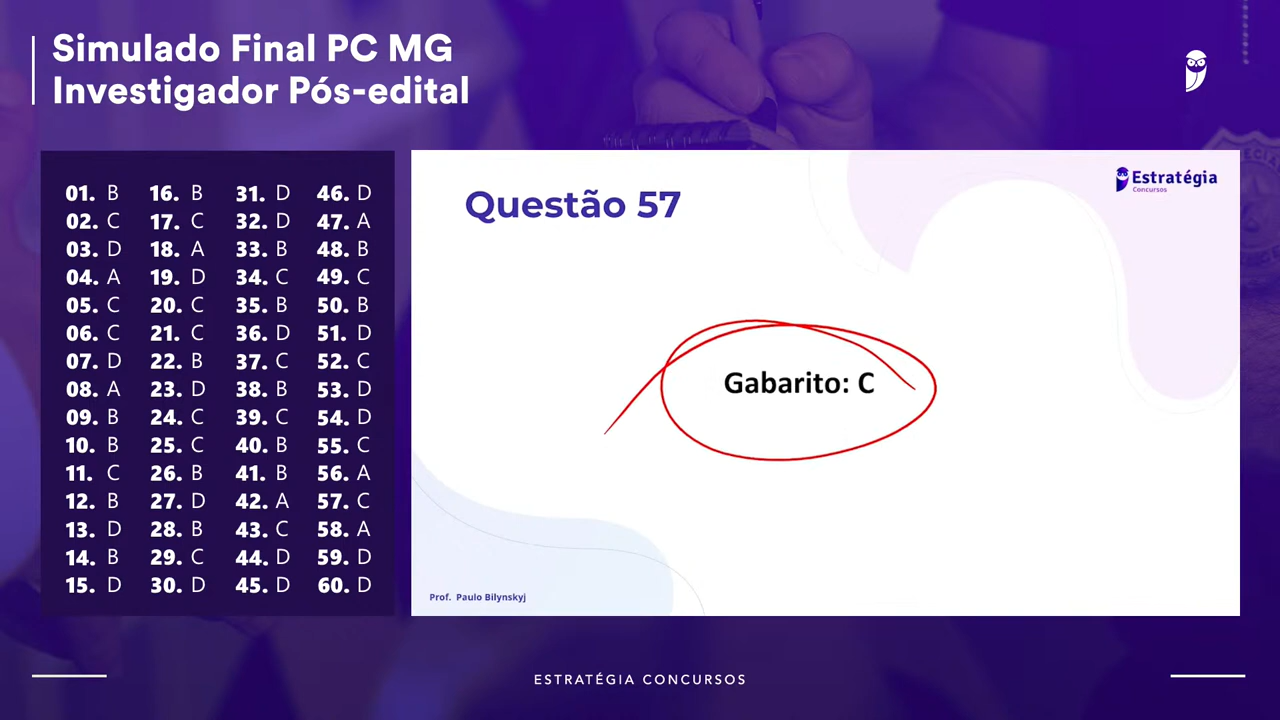 Simulado Final PC MG
Investigador Pós-edital
01. B 16. B 31. D 46. D
02. C 17. C 32. D 47. A
03. D 18. A 33. B 48. B
04. A 19. D 34. C 49. C
05. C 20. C 35. B 50. B
06. C 21. C 36. D 51. D
07. D 22. B 37. C 52. C
08. A 23. D 38. B 53. D
09. B 24. C 39. C 54. D
10. B 25. C 40. B 55. C
11. C 26. B 41. B 56. A
12. B 27. D 42. A 57. C
13. D 28. B 43. C 58. A
14. B 29. C 44. D 59. D
15. D 30. D 45. D 60. D
Estratégia
Concursos
Questão 57
Gabarito: C
Prof. Paulo Bilynskyj
ESTRATÉGIA CONCURSOS